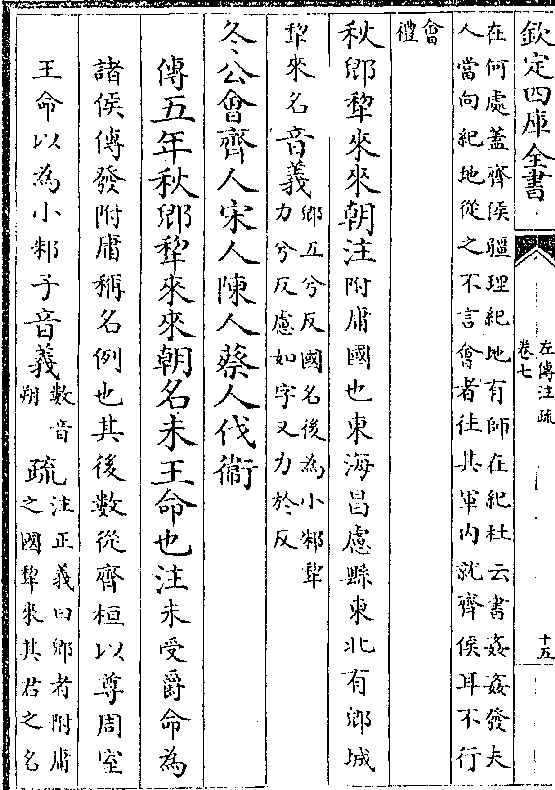 欽定四庫全書
左傳注疏
卷七
十五
在何處蓋齊侯疆理紀地有師在紀杜云書姦姦發夫
人當向紀地從之不言會者往其軍內就齊侯耳不行
會
禮
秋郳犂來來朝注附庸國也東海昌慮縣東北有郳城
犂來名音義
郳五兮反國名後為小邾犂
力兮反慮如字又力於反
冬公會齊人宋人陳人蔡人伐衛
傳五年秋郳犂來來朝名未王命也注未受爵命為
諸侯傳發附庸稱名例也其後數從齊桓以尊周室
王命以為小邾子音義
數音
朔
疏
注正義曰郳者附庸
之國犂來其君之名